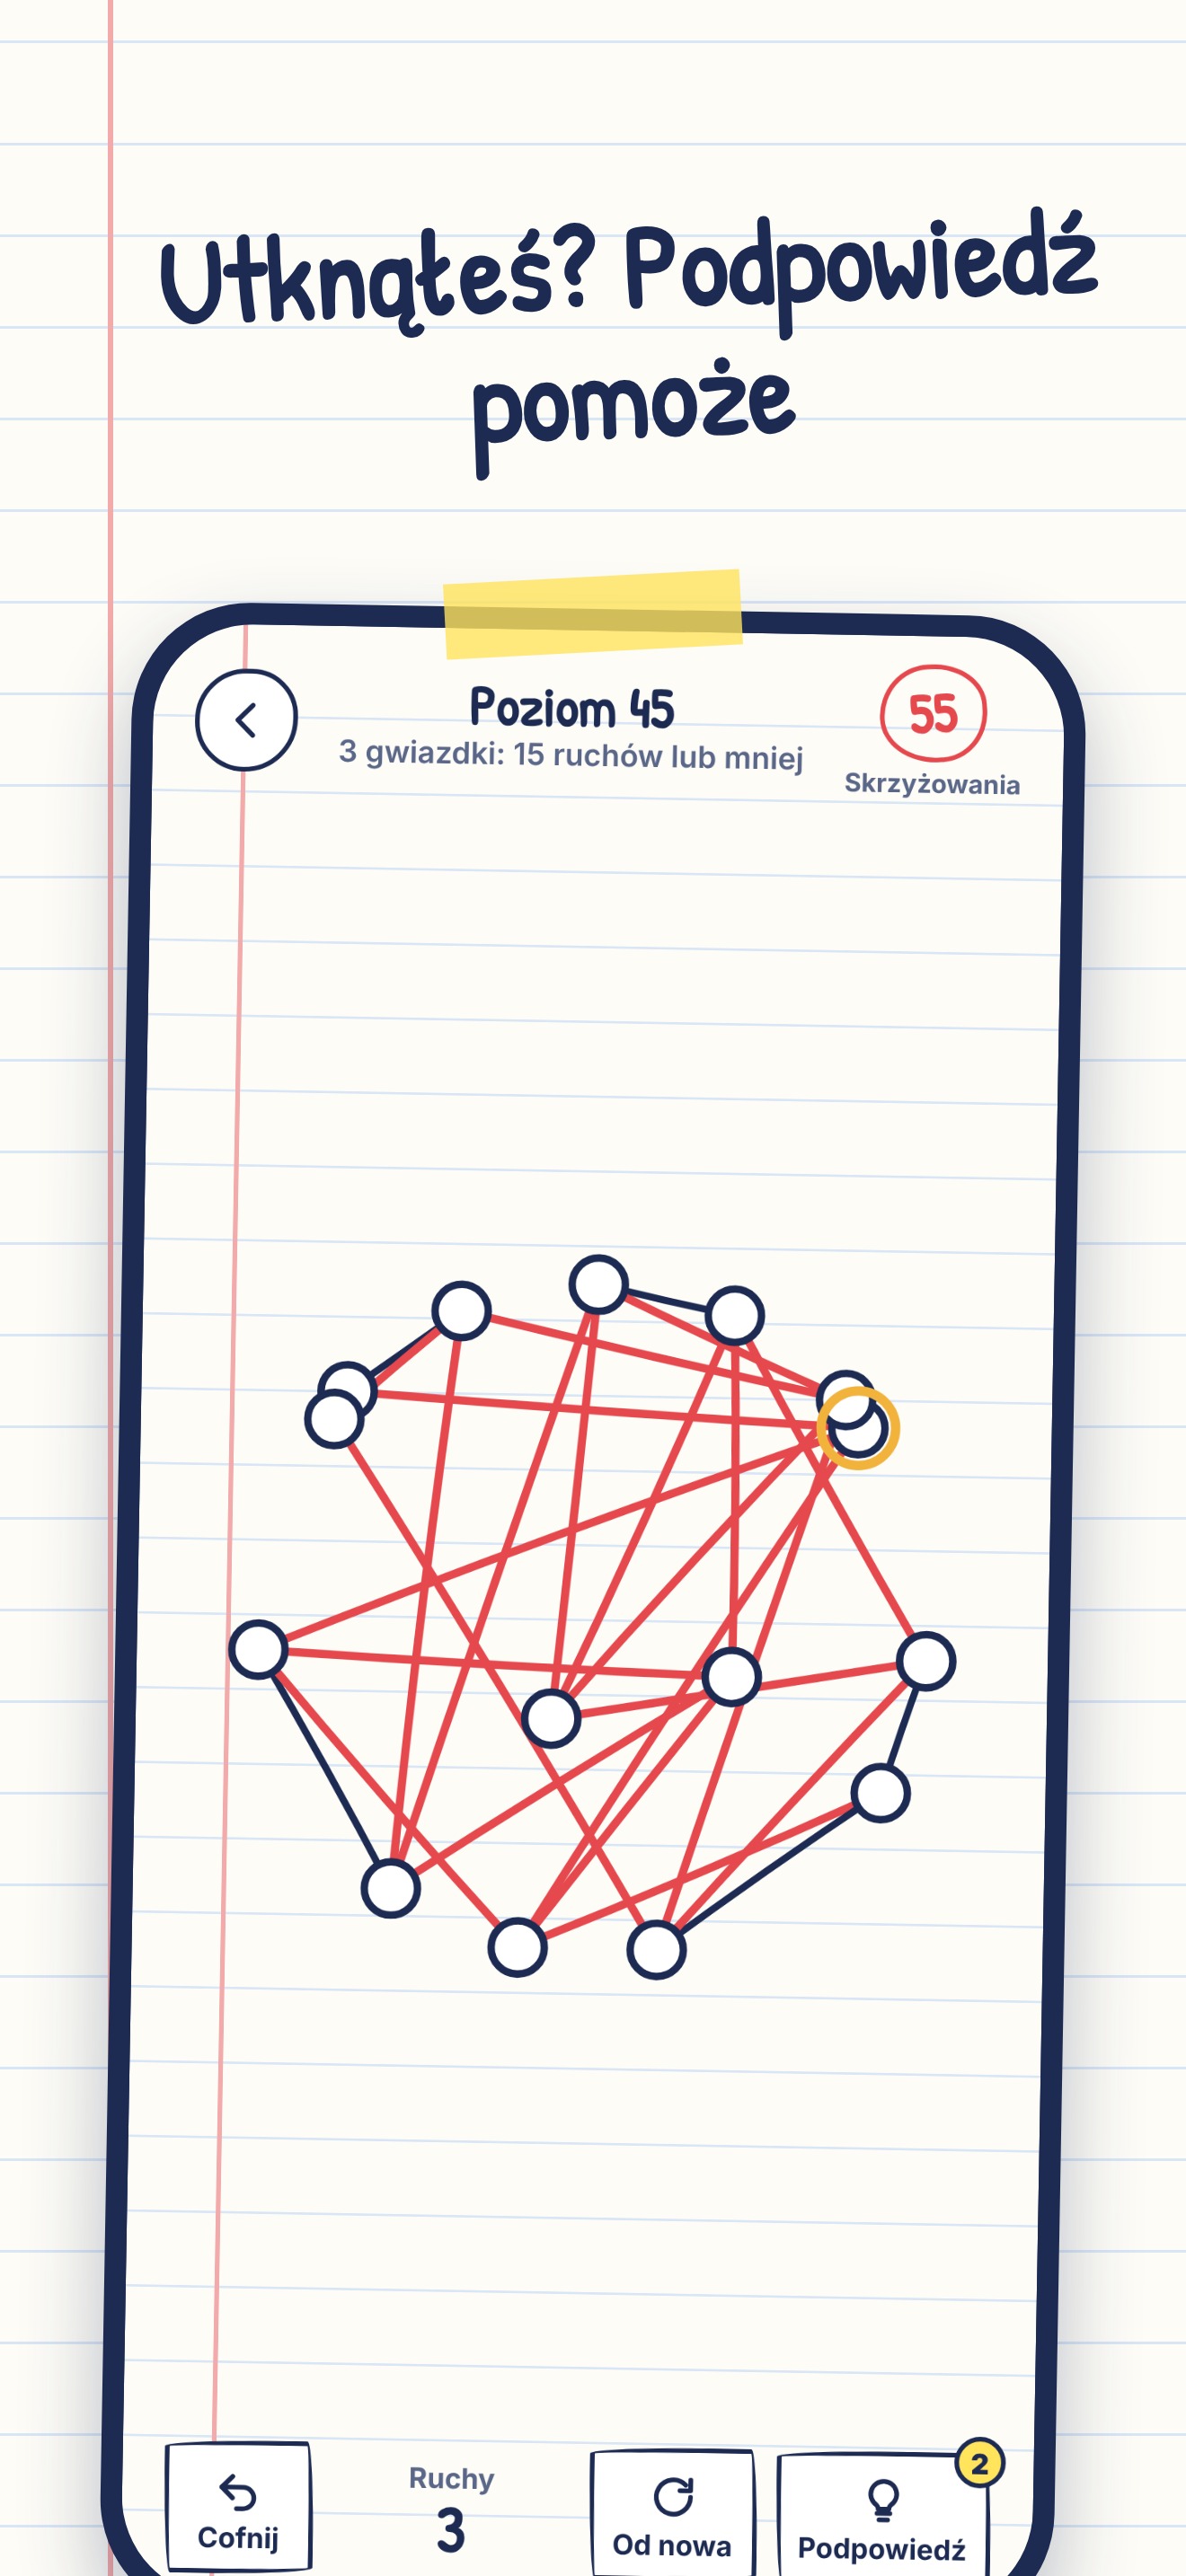 Utknąłeś? Podpowiedź
pomoże
Poziom 45
3 gwiazdki: 15 ruchów lub mniej
55
Skrzyżowania
Cofnij
Ruchy
3
Od nowa
2
Podpowiedź